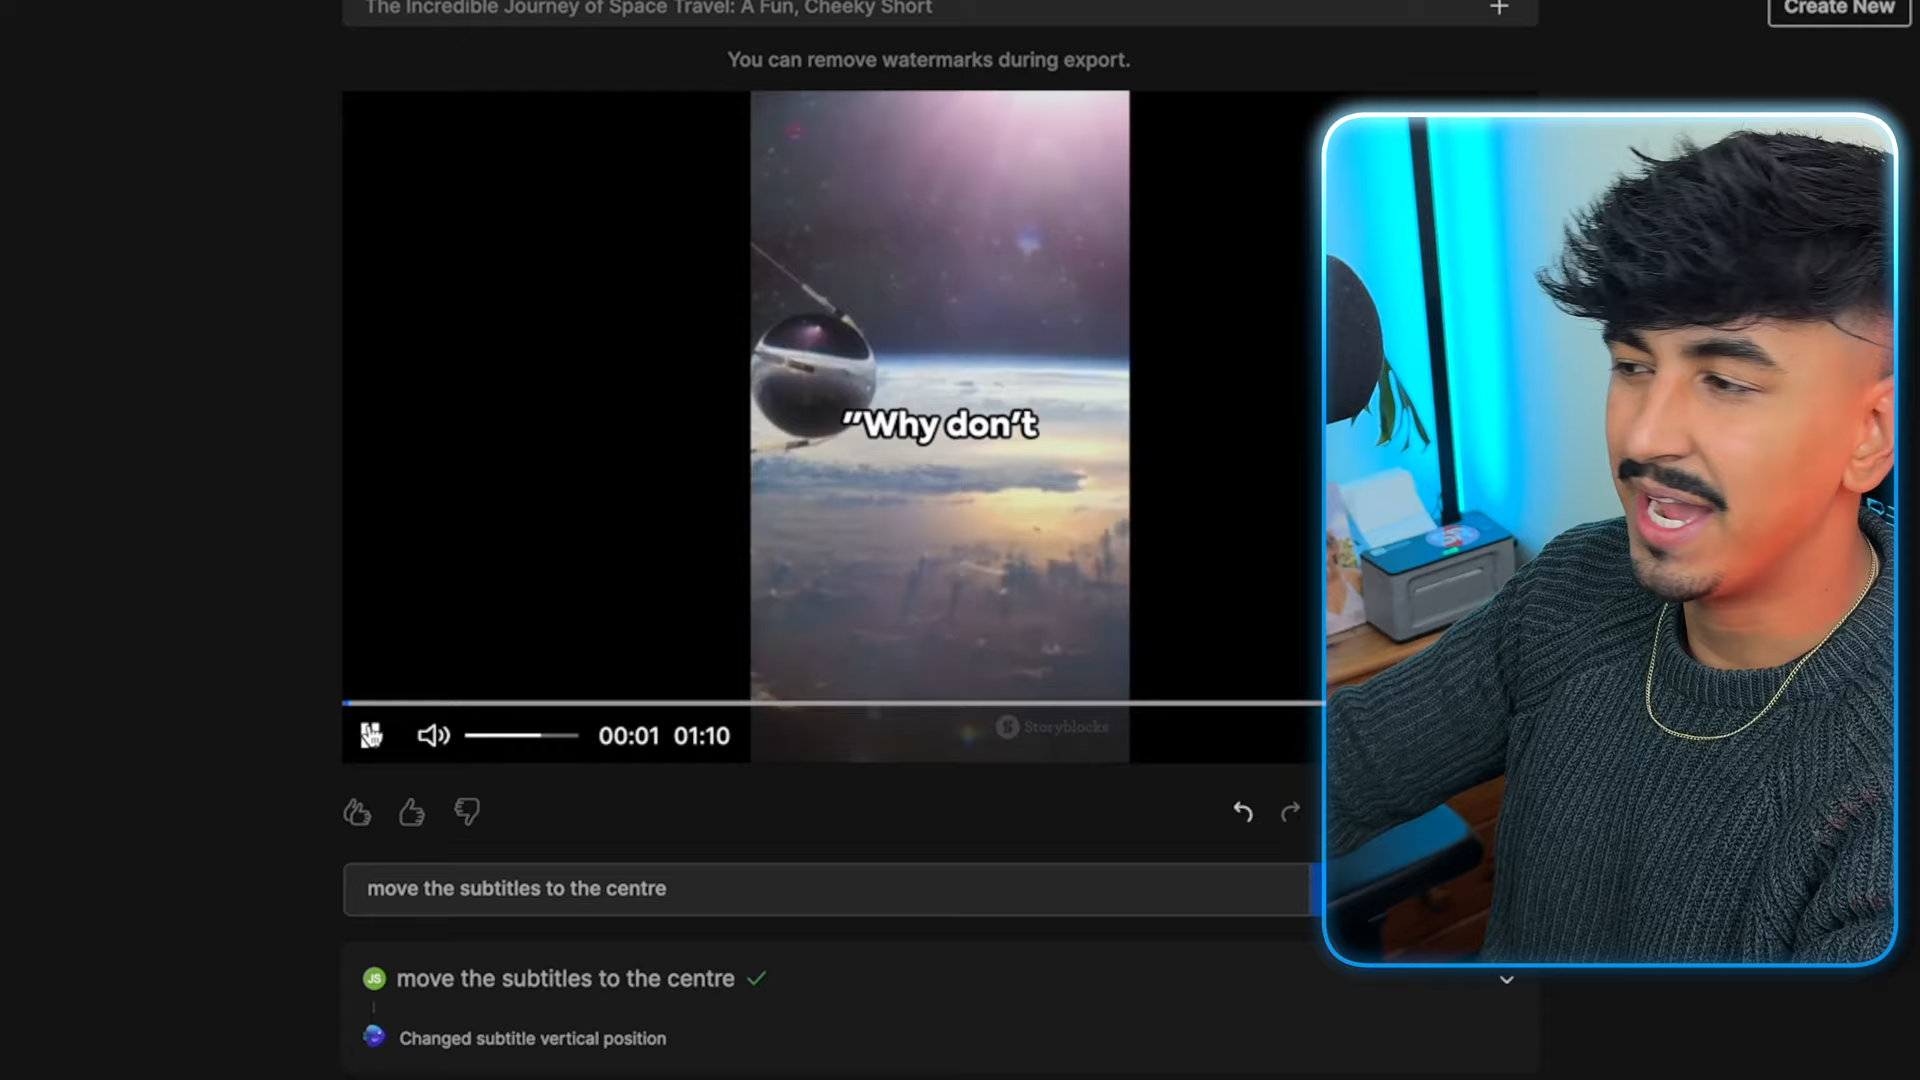 The Incredible Journey of Space Travel: A Fun, Cheeky Short
Create New
You can remove watermarks during export.
"Why don't
Storyblocks
00:01 01:10
move the subtitles to the centre
JS move the subtitles to the centre
Changed subtitle vertical position